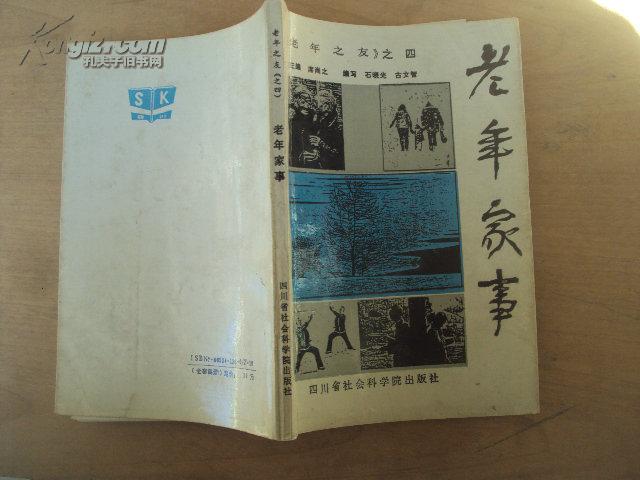 Kongfz.com
孔夫子旧书网
SK
老年之友(之四)
老年家事
四川省社会科学院出版社
老年之友》之四
主编 席尚之 编写 石晓光 古文智
老年家事
四川省社会科学院出版社